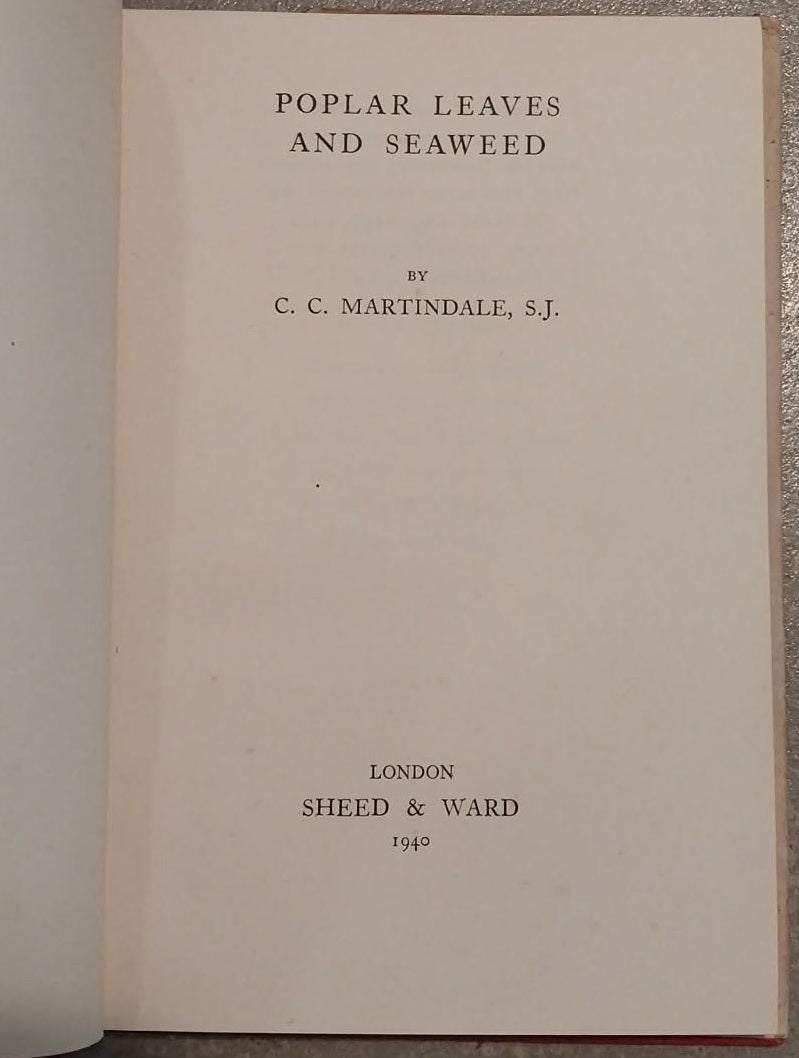 POPLAR LEAVES
AND SEAWEED
BY
C. C. MARTINDALE, S.J.
LONDON
SHEED & WARD
1940